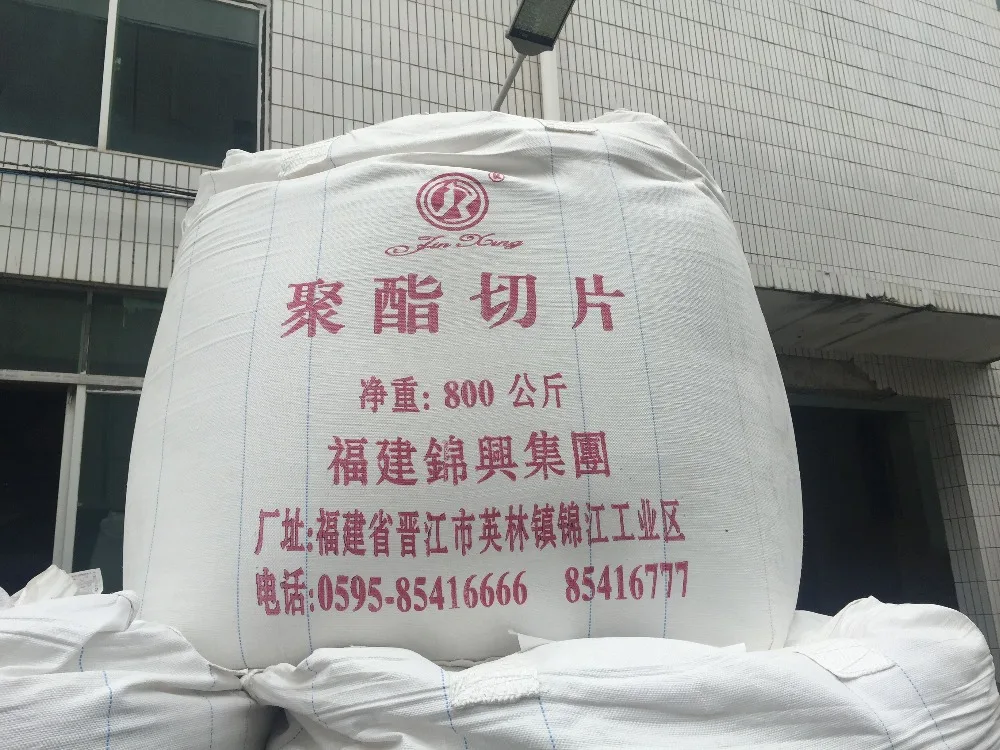 ®
Jin Xing
聚酯切片
净重: 800 公斤
福建錦興集團
厂址:福建省晋江市英林镇锦江工业区
电话:0595-85416666 85416777